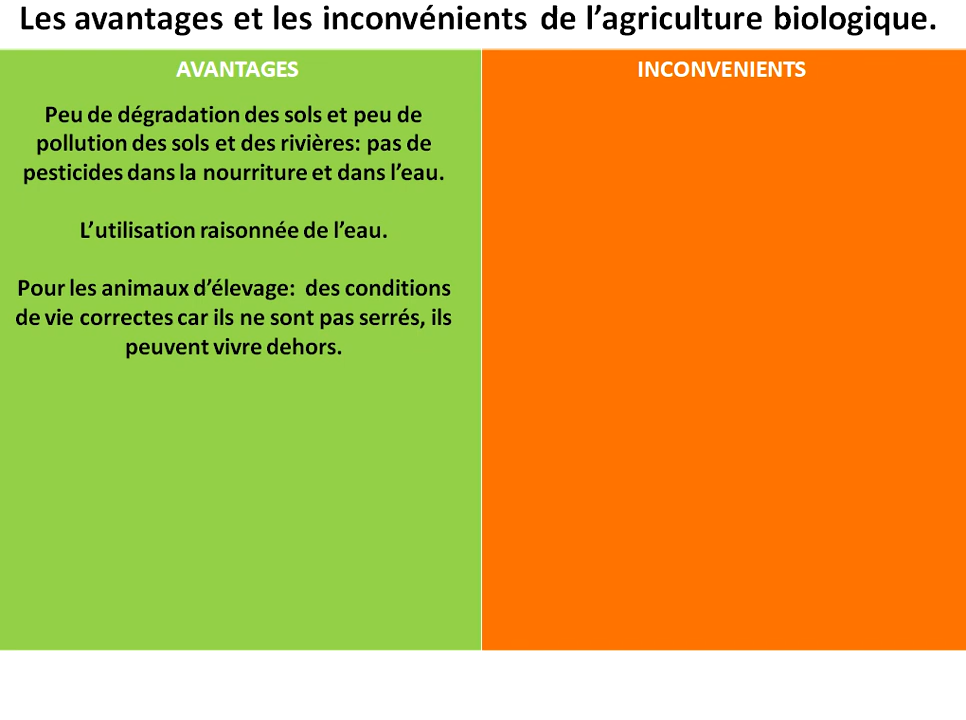 Les avantages et les inconvénients de l’agriculture biologique.
AVANTAGES
Peu de dégradation des sols et peu de
pollution des sols et des rivières: pas de
pesticides dans la nourriture et dans l’eau.
L’utilisation raisonnée de l’eau.
Pour les animaux d’élevage: des conditions
de vie correctes car ils ne sont pas serrés, ils
peuvent vivre dehors.
INCONVENIENTS